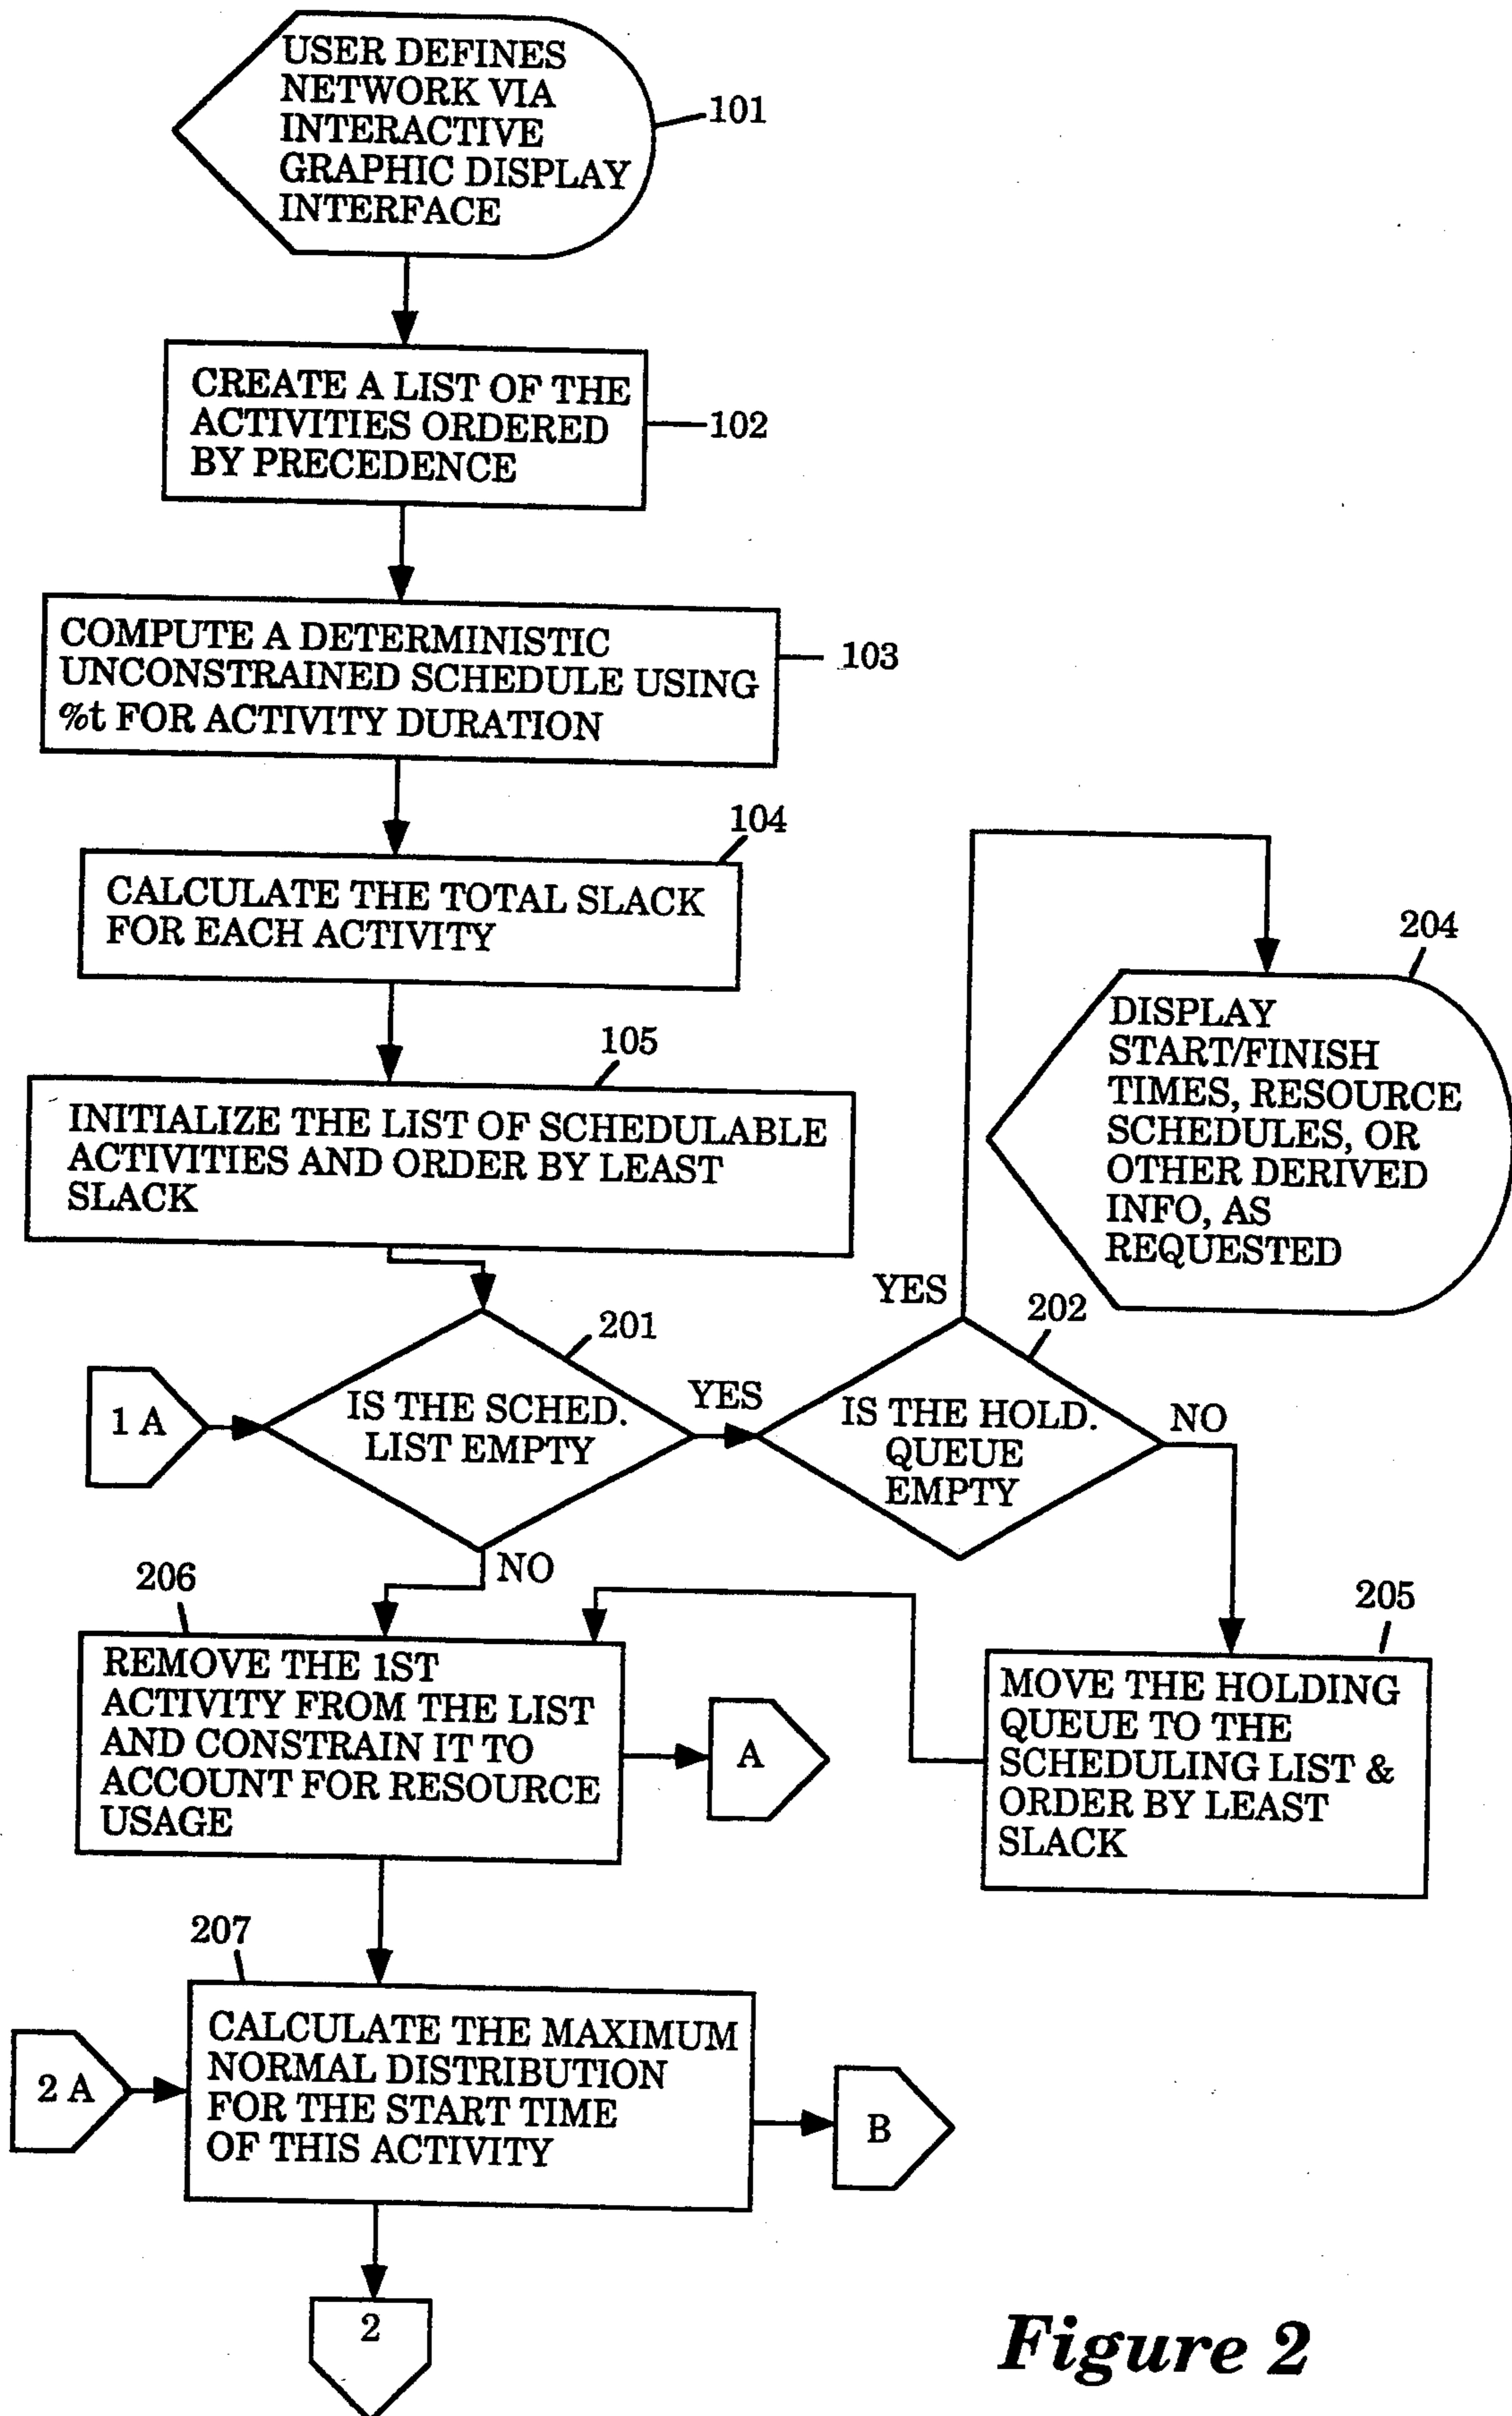 USER DEFINES
NETWORK VIA
INTERACTIVE
GRAPHIC DISPLAY
INTERFACE
101
CREATE A LIST OF THE
ACTIVITIES ORDERED
BY PRECEDENCE
102
COMPUTE A DETERMINISTIC
UNCONSTRAINED SCHEDULE USING
%t FOR ACTIVITY DURATION
103
104
CALCULATE THE TOTAL SLACK
FOR EACH ACTIVITY
204
DISPLAY
START/FINISH
TIMES, RESOURCE
SCHEDULES, OR
OTHER DERIVED
INFO, AS
REQUESTED
105
INITIALIZE THE LIST OF SCHEDULABLE
ACTIVITIES AND ORDER BY LEAST
SLACK
201
1 A
IS THE SCHED.
LIST EMPTY
YES
NO
YES
202
IS THE HOLD.
QUEUE
EMPTY
NO
206
REMOVE THE 1ST
ACTIVITY FROM THE LIST
AND CONSTRAIN IT TO
ACCOUNT FOR RESOURCE
USAGE
A
205
MOVE THE HOLDING
QUEUE TO THE
SCHEDULING LIST &
ORDER BY LEAST
SLACK
207
2 A
CALCULATE THE MAXIMUM
NORMAL DISTRIBUTION
FOR THE START TIME
OF THIS ACTIVITY
B
2
Figure 2